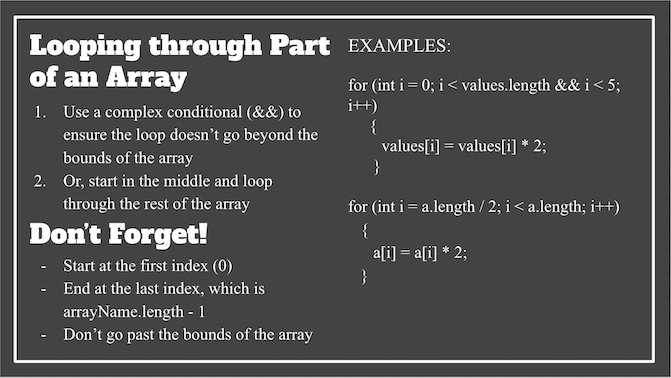 Looping through Part
of an Array
1. Use a complex conditional (&&) to
ensure the loop doesn't go beyond the
bounds of the array
2. Or, start in the middle and loop
through the rest of the array
Don't Forget!
- Start at the first index (0)
- End at the last index, which is
arrayName.length - 1
- Don't go past the bounds of the array
EXAMPLES:
for (int i = 0; i < values.length && i < 5;
i++)
{
values[i] = values[i] * 2;
}
for (int i = a.length / 2; i < a.length; i++)
{
a[i] = a[i] * 2;
}